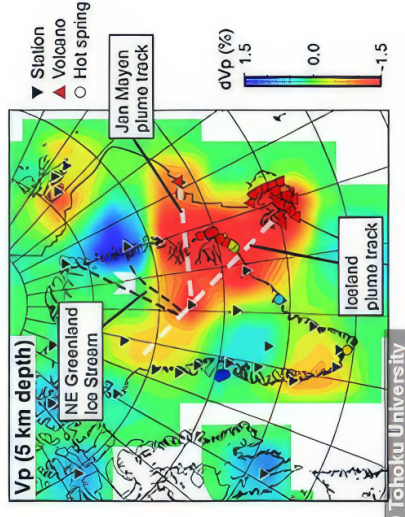 Vp (5 km depth)
NE Greenland
Ice Stream
Jan Mayen
plume track
Iceland
plume track
Station
Volcano
Hot spring
dVp (%)
1.5
0.0
-1.5
Tohoku University